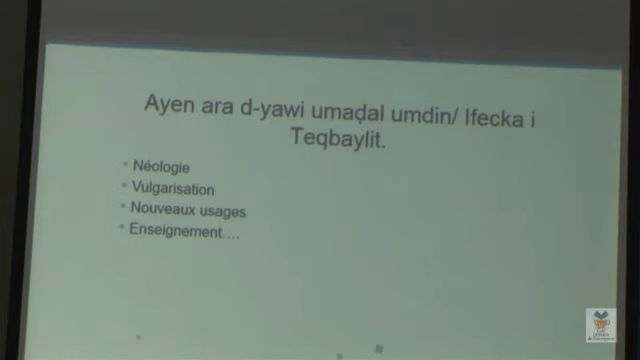 Ayen ara d-yawi umaḍal umdin/ Ifecka i
Teqbaylit.
Néologie
Vulgarisation
Nouveaux usages
Enseignement....